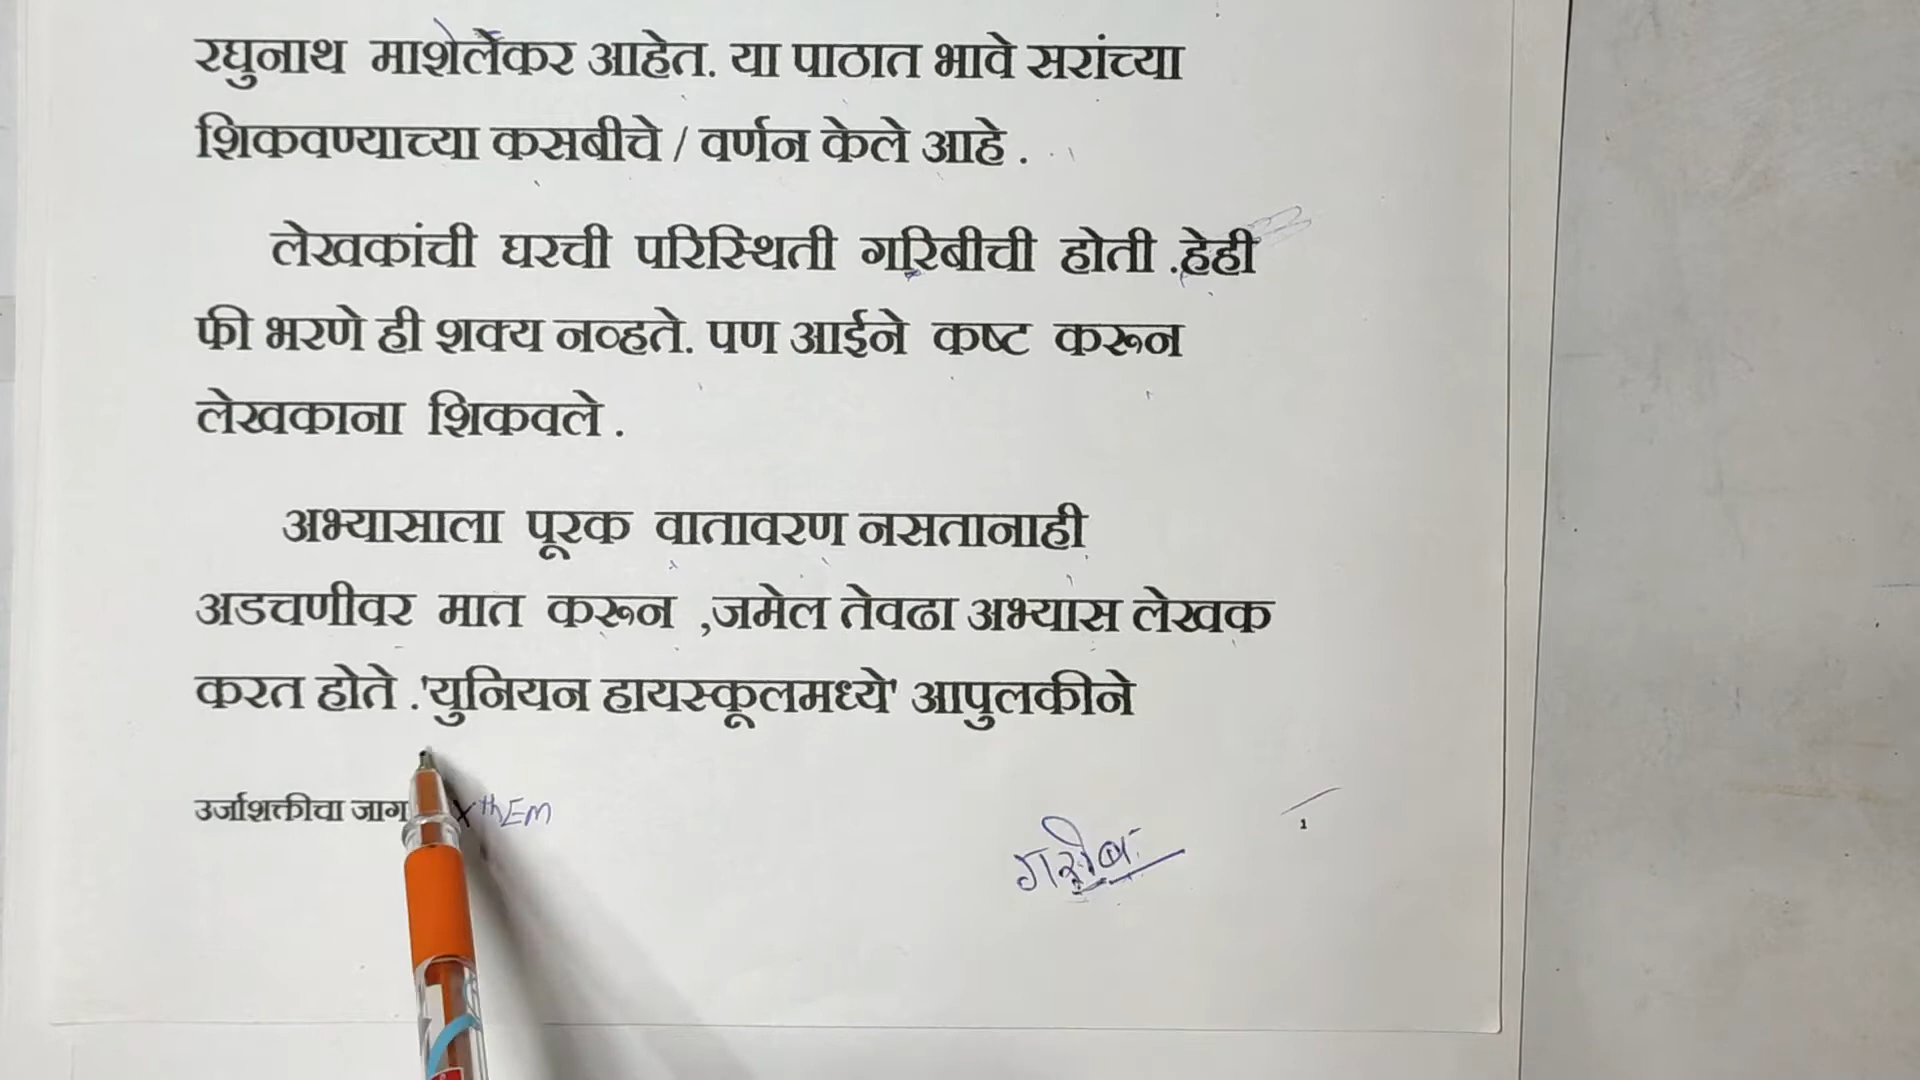 रघुनाथ माशेलेकर आहेत. या पाठात भावे सरांच्या
शिकवण्याच्या कसबीचे / वर्णन केले आहे .
लेखकांची घरची परिस्थिती गरिबीची होती .हेही
फी भरणे ही शक्य नव्हते. पण आईने कष्ट करून
लेखकाना शिकवले .
अभ्यासाला पूरक वातावरण नसतानाही
अडचणीवर मात करून ,जमेल तेवढा अभ्यास लेखक
करत होते .'युनियन हायस्कूलमध्ये' आपुलकीने
उर्जाशक्तीचा जाग Xth EM
1
गरीब